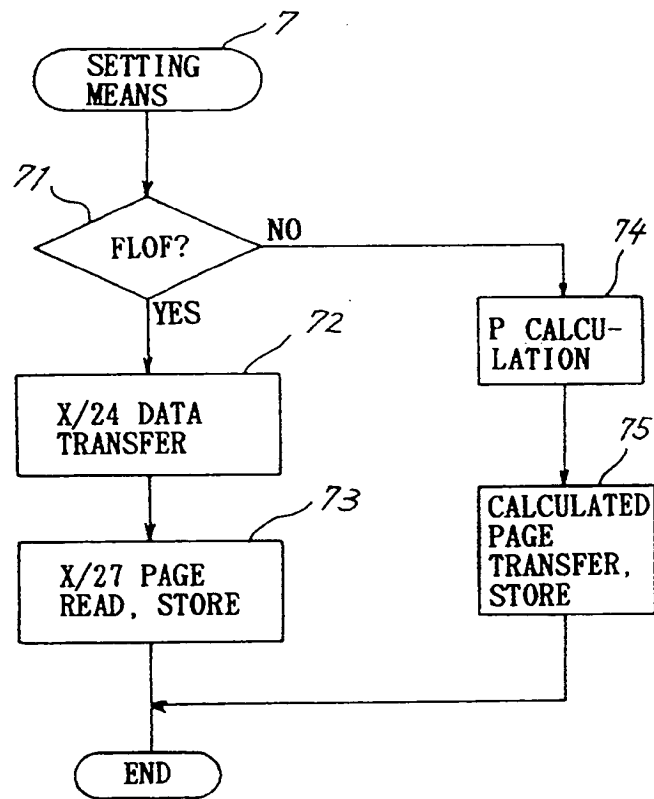 7
SETTING
MEANS
71
FLOF?
NO
YES
74
P CALCU-
LATION
72
X/24 DATA
TRANSFER
75
CALCULATED
PAGE
TRANSFER,
STORE
73
X/27 PAGE
READ, STORE
END